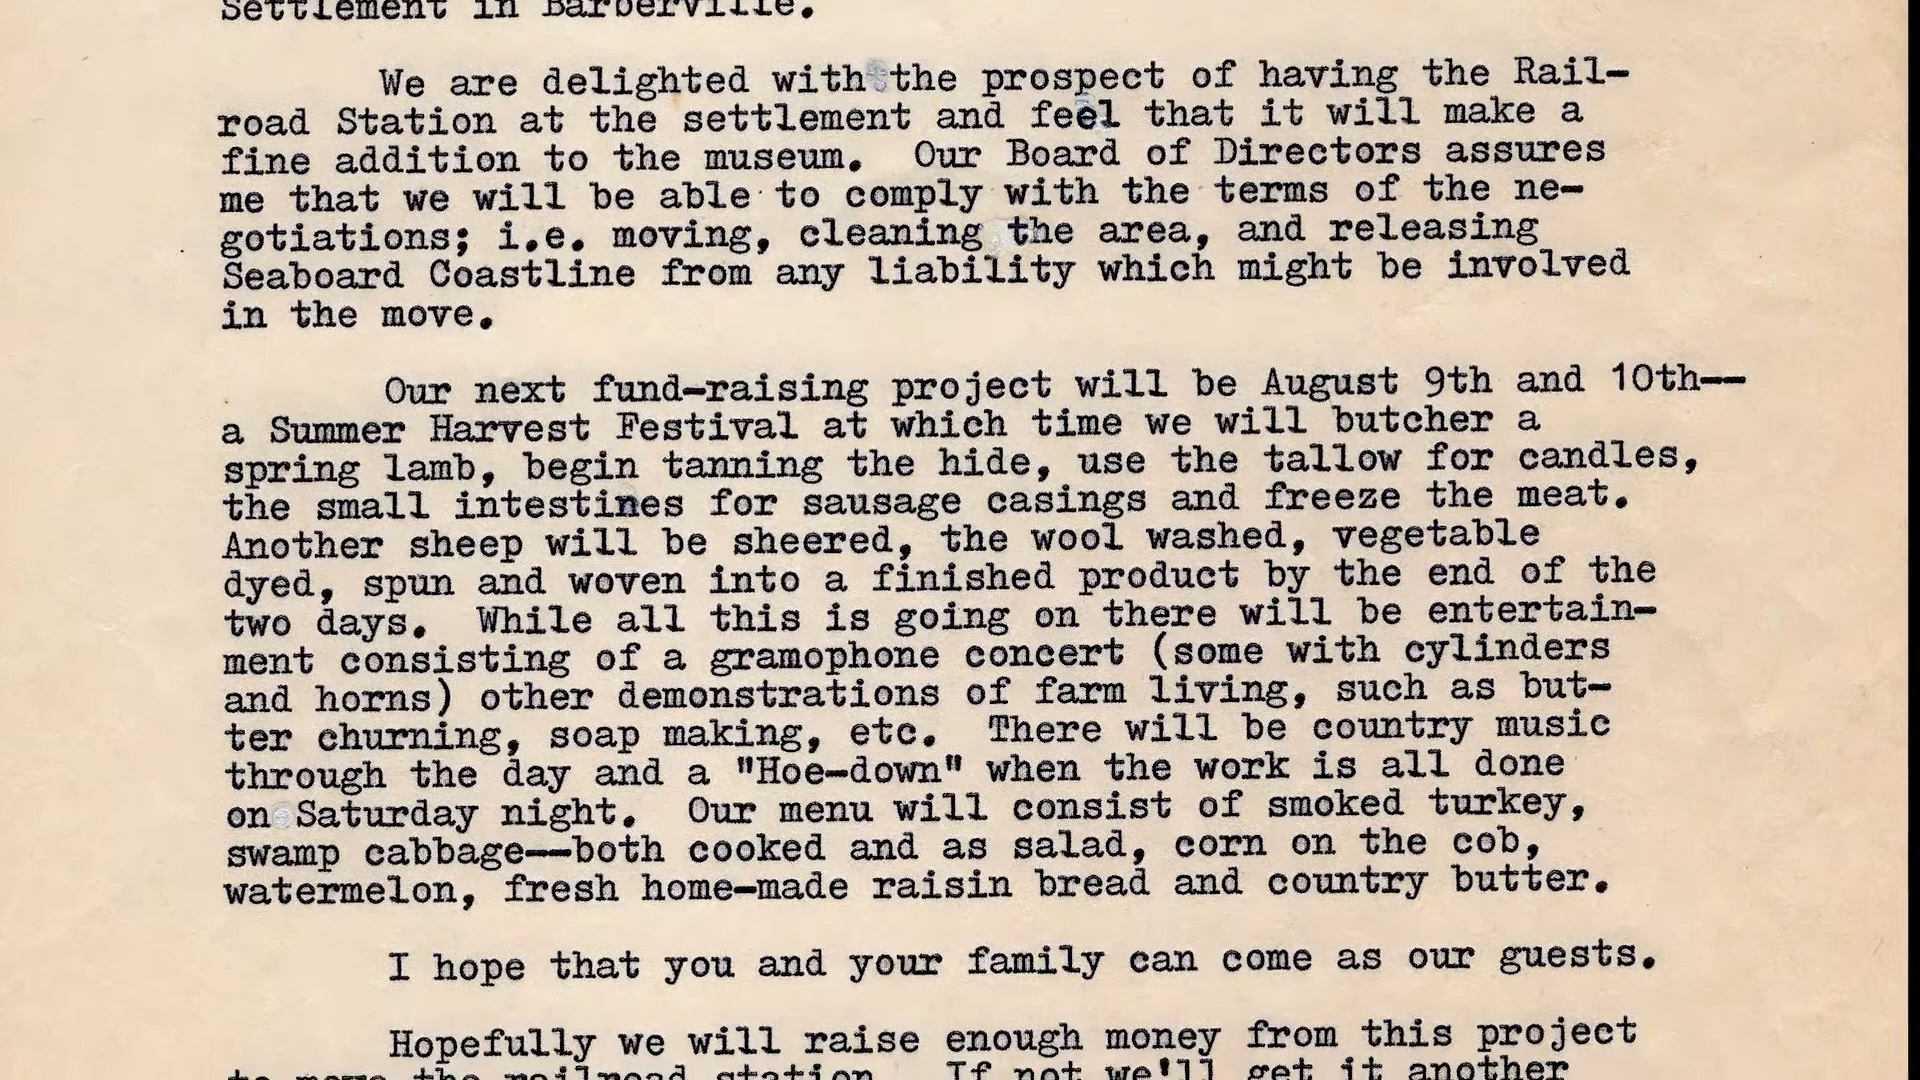 Settlement in Barberville.
We are delighted with the prospect of having the Rail-
road Station at the settlement and feel that it will make a
fine addition to the museum. Our Board of Directors assures
me that we will be able to comply with the terms of the ne-
gotiations; i.e. moving, cleaning the area, and releasing
Seaboard Coastline from any liability which might be involved
in the move.
Our next fund-raising project will be August 9th and 10th--
a Summer Harvest Festival at which time we will butcher a
spring lamb, begin tanning the hide, use the tallow for candles,
the small intestines for sausage casings and freeze the meat.
Another sheep will be sheered, the wool washed, vegetable
dyed, spun and woven into a finished product by the end of the
two days. While all this is going on there will be entertain-
ment consisting of a gramophone concert (some with cylinders
and horns) other demonstrations of farm living, such as but-
ter churning, soap making, etc. There will be country music
through the day and a "Hoe-down" when the work is all done
on Saturday night. Our menu will consist of smoked turkey,
swamp cabbage--both cooked and as salad, corn on the cob,
watermelon, fresh home-made raisin bread and country butter.
I hope that you and your family can come as our guests.
Hopefully we will raise enough money from this project
to move the railroad station. If not we'll get it another